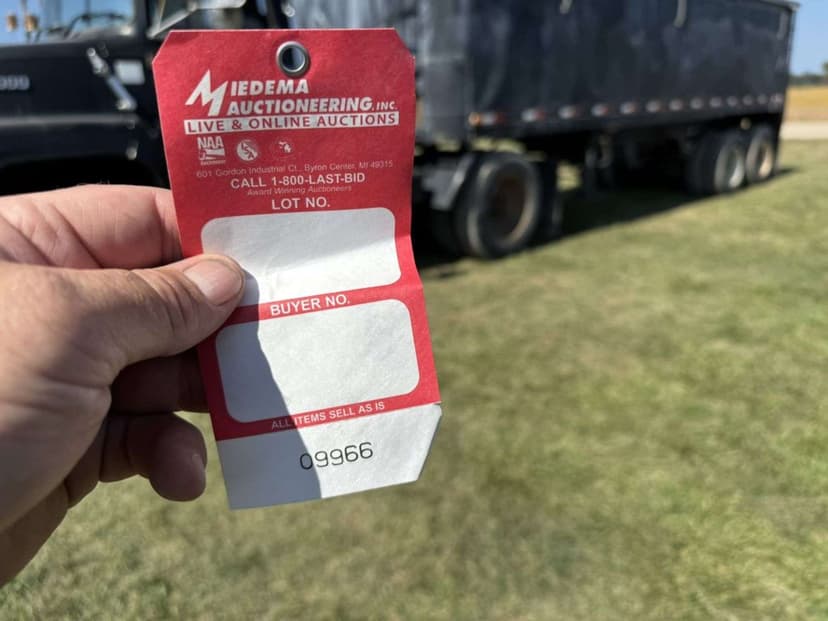 MIEDEMA
AUCTIONEERING, INC.
LIVE & ONLINE AUCTIONS
NAA
601 Gordon Industrial Ct., Byron Center, MI 49315
CALL 1-800-LAST-BID
Award Winning Auctioneers
LOT NO.
BUYER NO.
ALL ITEMS SELL AS IS
09966